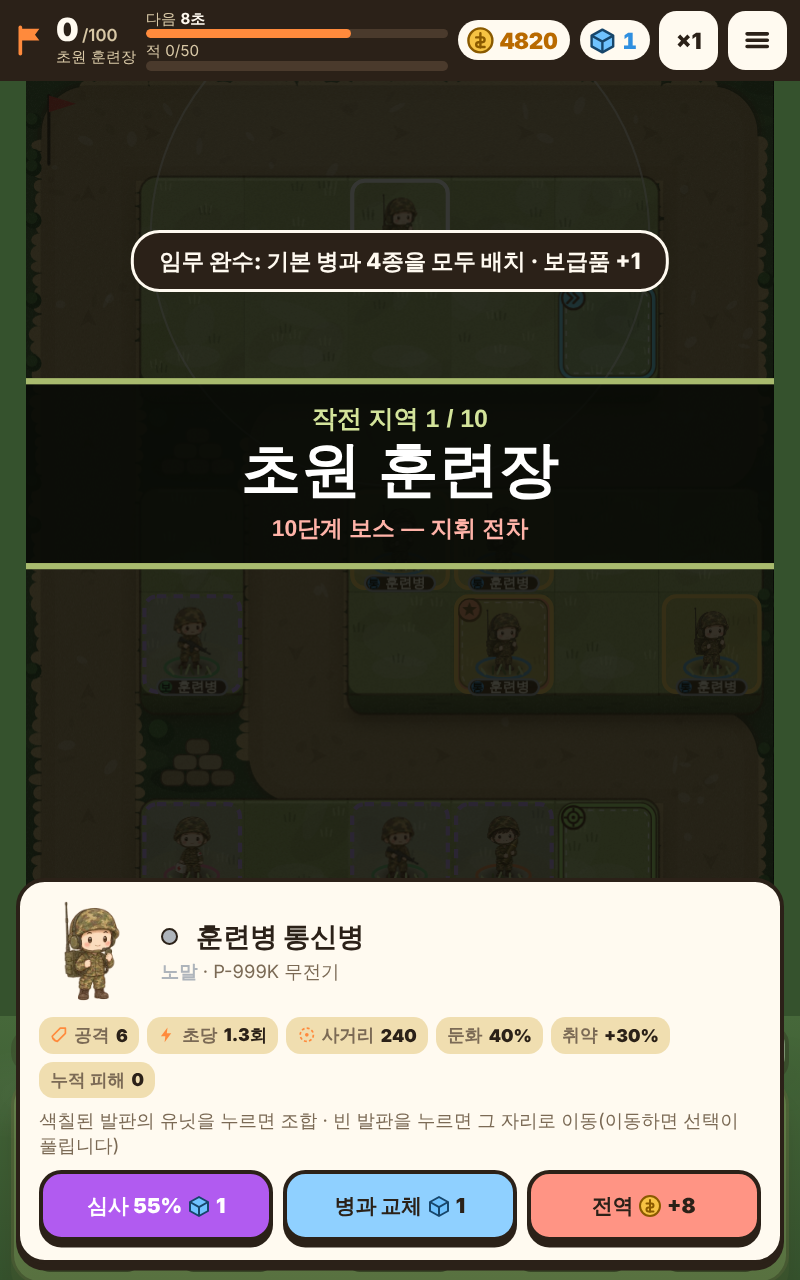 0/100
초원 훈련장
다음 8초
적 0/50
4820
1
×1
임무 완수: 기본 병과 4종을 모두 배치 · 보급품 +1
작전 지역 1 / 10
초원 훈련장
10단계 보스 — 지휘 전차
훈련병 훈련병
훈련병 훈련병 훈련병
훈련병 통신병
노말 · P-999K 무전기
공격 6 초당 1.3회 사거리 240 둔화 40% 취약 +30%
누적 피해 0
색칠된 발판의 유닛을 누르면 조합 · 빈 발판을 누르면 그 자리로 이동(이동하면 선택이
풀립니다)
심사 55% 1 병과 교체 1 전역 +8